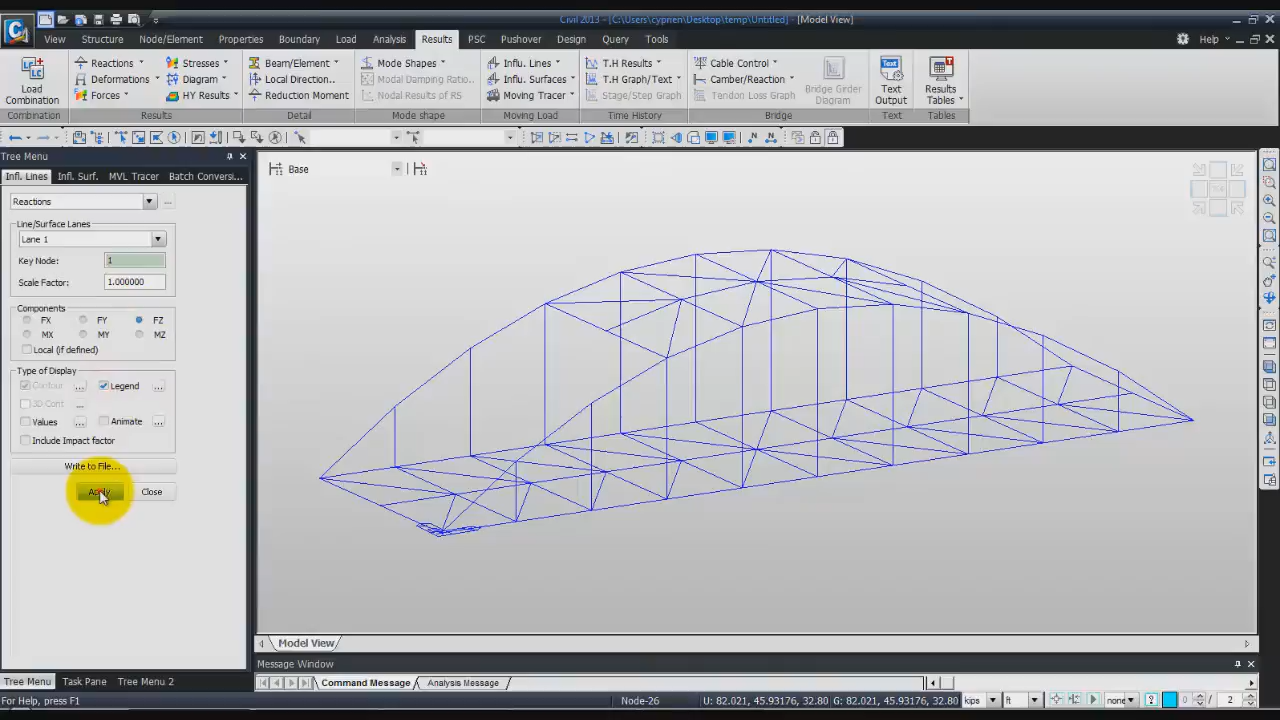 Civil 2013 - [C:\Users\cyprien\Desktop\temp\Untitled] - [Model View]
View Structure Node/Element Properties Boundary Load Analysis Results PSC Pushover Design Query Tools Help
Load Combination
Combination
Reactions
Deformations
Forces
Stresses
Diagram
HY Results
Results
Beam/Element
Local Direction..
Reduction Moment
Detail
Mode Shapes
Modal Damping Ratio..
Nodal Results of RS
Mode shape
Influ. Lines
Influ. Surfaces
Moving Tracer
Moving Load
T.H Results
T.H Graph/Text
Stage/Step Graph
Time History
Cable Control
Camber/Reaction
Tendon Loss Graph
Bridge Girder Diagram
Bridge
Text Output
Text
Results Tables
Tables
Tree Menu
Infl. Lines Infl. Surf. MVL Tracer Batch Conversi...
Reactions
Line/Surface Lanes
Lane 1
Key Node: 1
Scale Factor: 1.000000
Components
FX FY FZ
MX MY MZ
Local (if defined)
Type of Display
Contour ... Legend ...
3D Cont ...
Values ... Animate ...
Include Impact factor
Write to File...
Apply Close
Base
Model View
Message Window
Command Message Analysis Message
Tree Menu Task Pane Tree Menu 2
For Help, press F1
Node-26
U: 82.021, 45.93176, 32.80
G: 82.021, 45.93176, 32.80
kips
ft
none
0 / 2